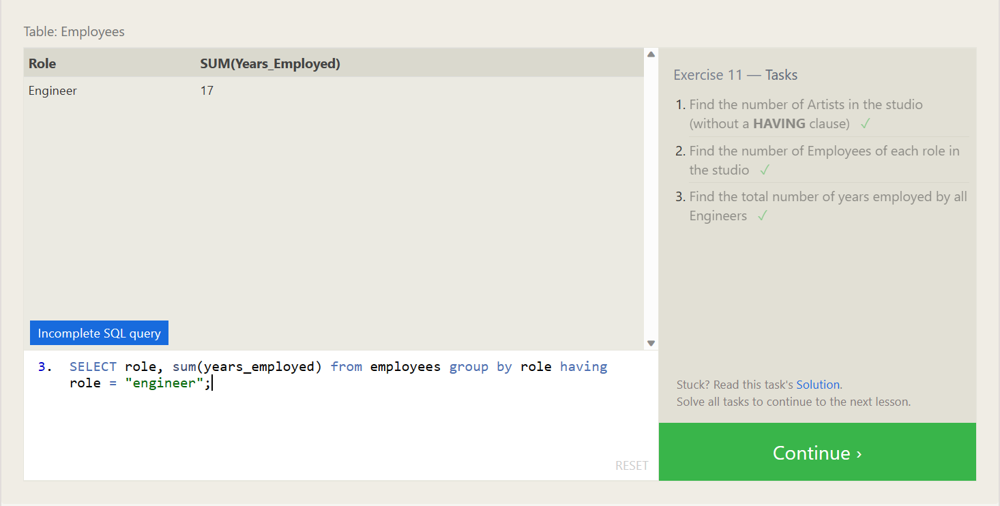 Table: Employees
Role SUM(Years_Employed)
Engineer 17
Incomplete SQL query
3. SELECT role, sum(years_employed) from employees group by role having
role = "engineer";
RESET
Exercise 11 — Tasks
1. Find the number of Artists in the studio
(without a HAVING clause) ✓
2. Find the number of Employees of each role in
the studio ✓
3. Find the total number of years employed by all
Engineers ✓
Stuck? Read this task's Solution.
Solve all tasks to continue to the next lesson.
Continue ›